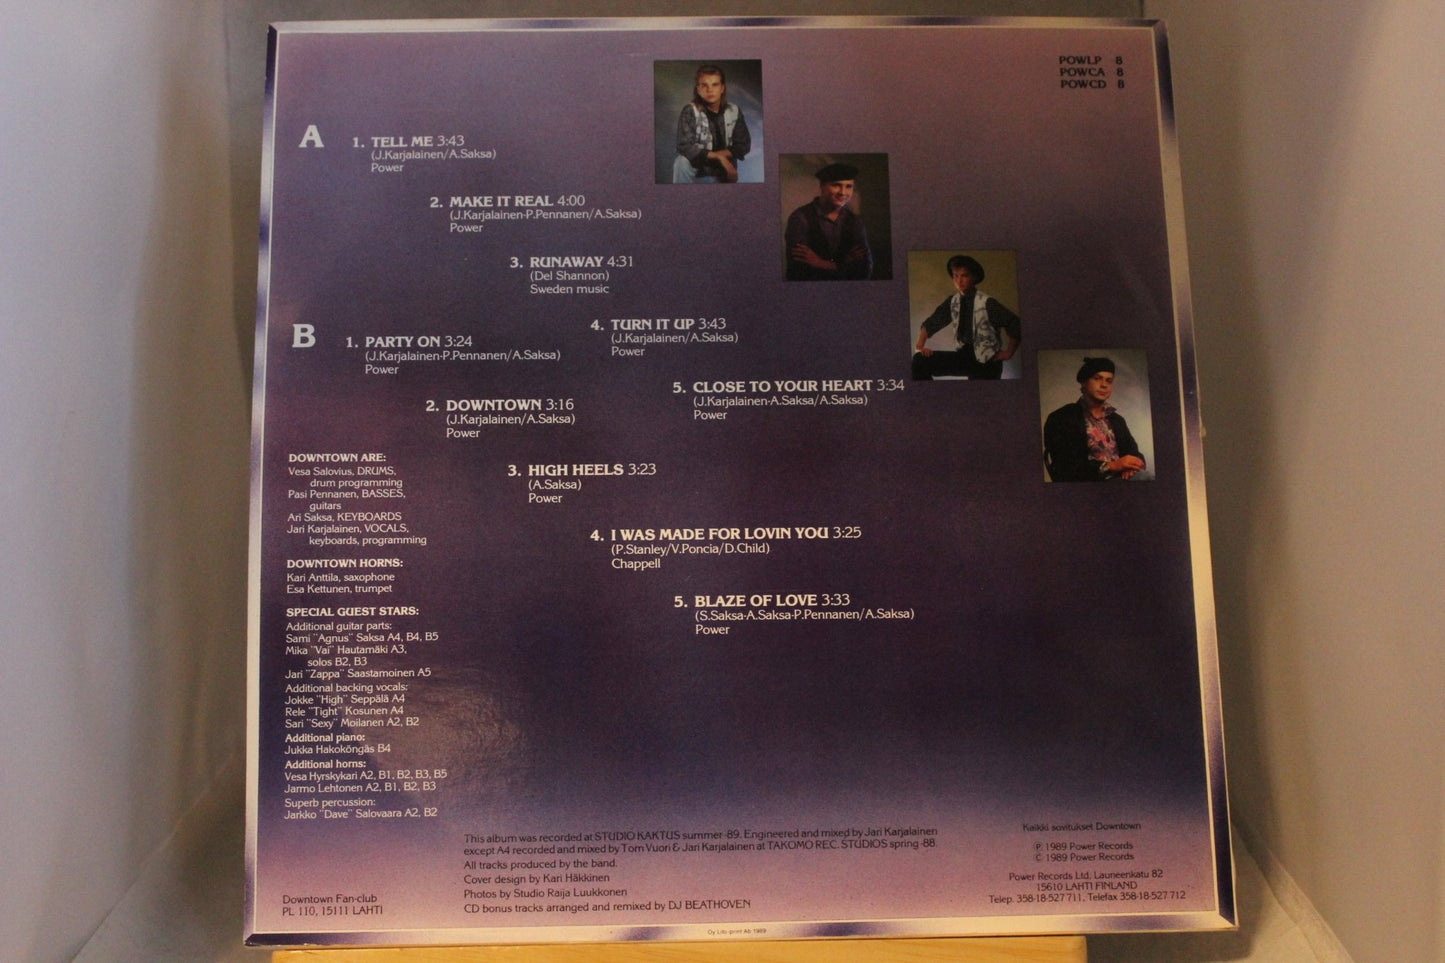 POWLP 8
POWCA 8
POWCD 8
A
1. TELL ME 3:43
(J.Karjalainen/A.Saksa)
Power
2. MAKE IT REAL 4:00
(J.Karjalainen-P.Pennanen/A.Saksa)
Power
3. RUNAWAY 4:31
(Del Shannon)
Sweden music
4. TURN IT UP 3:43
(J.Karjalainen/A.Saksa)
Power
5. CLOSE TO YOUR HEART 3:34
(J.Karjalainen-A.Saksa/A.Saksa)
Power
B
1. PARTY ON 3:24
(J.Karjalainen-P.Pennanen/A.Saksa)
Power
2. DOWNTOWN 3:16
(J.Karjalainen/A.Saksa)
Power
3. HIGH HEELS 3:23
(A.Saksa)
Power
4. I WAS MADE FOR LOVIN YOU 3:25
(P.Stanley/V.Poncia/D.Child)
Chappell
5. BLAZE OF LOVE 3:33
(S.Saksa-A.Saksa-P.Pennanen/A.Saksa)
Power
DOWNTOWN ARE:
Vesa Salovius, DRUMS,
drum programming
Pasi Pennanen, BASSES,
guitars
Ari Saksa, KEYBOARDS
Jari Karjalainen, VOCALS,
keyboards, programming
DOWNTOWN HORNS:
Kari Anttila, saxophone
Esa Kettunen, trumpet
SPECIAL GUEST STARS:
Additional guitar parts:
Sami "Agnus" Saksa A4, B4, B5
Mika "Vai" Hautamäki A3,
solos B2, B3
Jari "Zappa" Saastamoinen A5
Additional backing vocals:
Jokke "High" Seppälä A4
Rele "Tight" Kosunen A4
Sari "Sexy" Moilanen A2, B2
Additional piano:
Jukka Hakoköngäs B4
Additional horns:
Vesa Hyrskykari A2, B1, B2, B3, B5
Jarmo Lehtonen A2, B1, B2, B3
Superb percussion:
Jarkko "Dave" Salovaara A2, B2
Downtown Fan-club
PL 110, 15111 LAHTI
This album was recorded at STUDIO KAKTUS summer -89. Engineered and mixed by Jari Karjalainen
except A4 recorded and mixed by Tom Vuori & Jari Karjalainen at TAKOMO REC. STUDIOS spring -88.
All tracks produced by the band.
Cover design by Kari Häkkinen
Photos by Studio Raija Luukkonen
CD bonus tracks arranged and remixed by DJ BEATHOVEN
Kaikki sovitukset Downtown
℗ 1989 Power Records
© 1989 Power Records
Power Records Ltd, Launeenkatu 82
15610 LAHTI FINLAND
Telep. 358-18-527 711, Telefax 358-18-527 712
Oy Lito-print Ab 1989